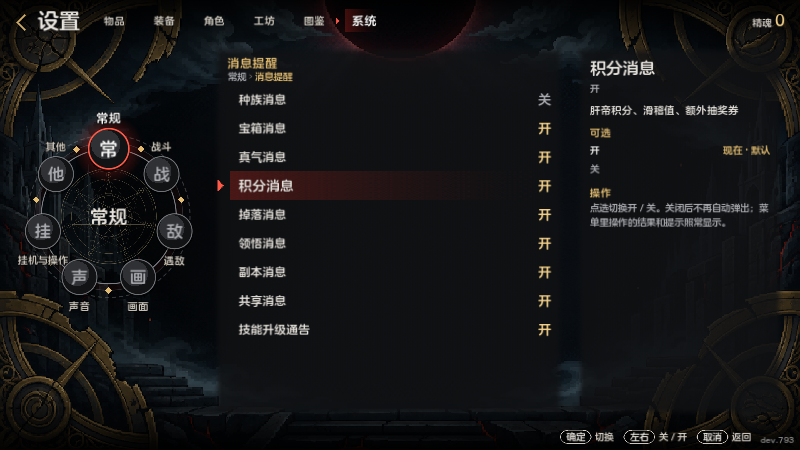 设置
物品
装备
角色
工坊
图鉴
系统
精魂 0
消息提醒
常规 · 消息提醒
种族消息 关
宝箱消息 开
真气消息 开
积分消息 开
掉落消息 开
领悟消息 开
副本消息 开
共享消息 开
技能升级通告 开
常规
常
战斗
战
遇敌
敌
画面
画
声音
声
挂机与操作
挂
其他
他
常规
积分消息
开
肝帝积分、滑稽值、额外抽奖券
可选
开 现在 · 默认
关
操作
点选切换开 / 关。关闭后不再自动弹出；菜
单里操作的结果和提示照常显示。
确定 切换 左右 关 / 开 取消 返回
dev.793